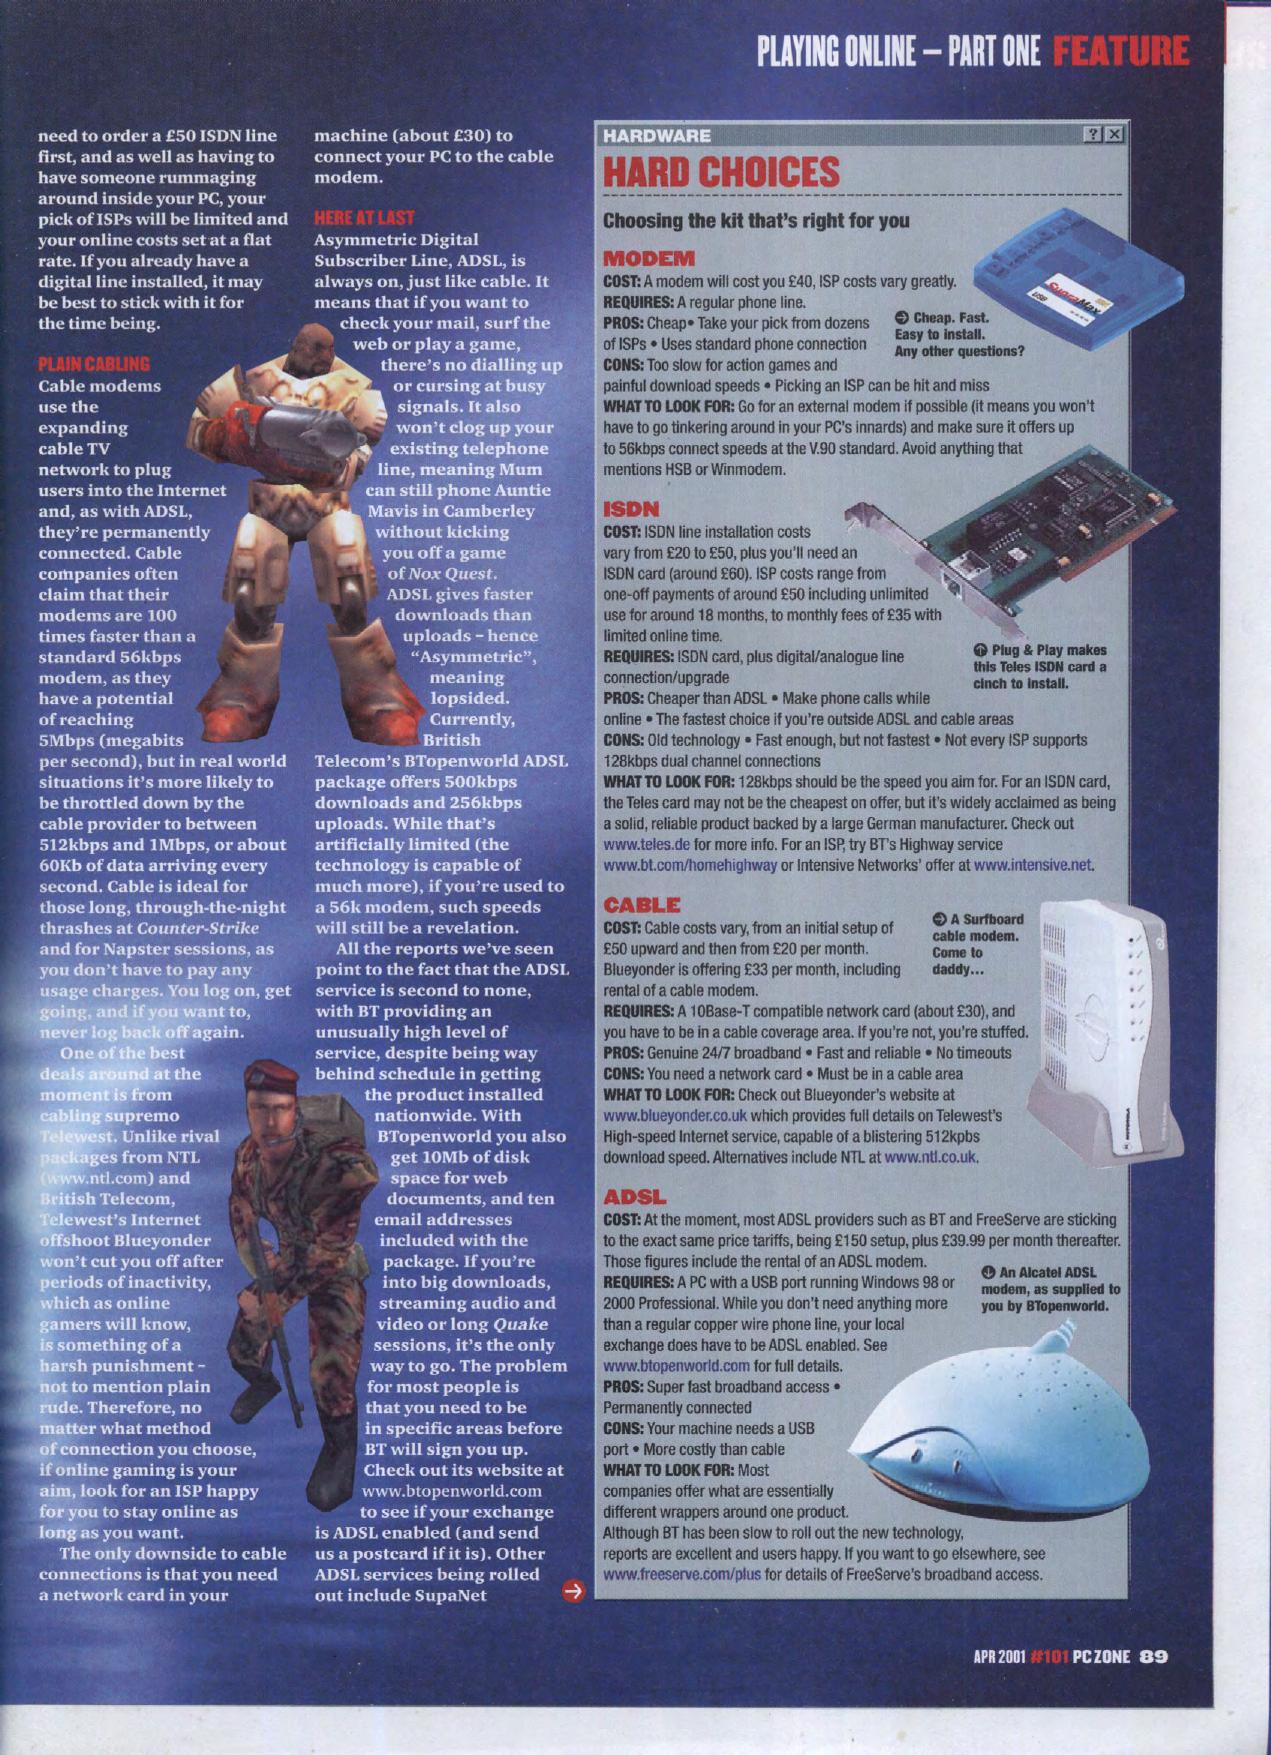 PLAYING ONLINE – PART ONE FEATURE
need to order a £50 ISDN line
first, and as well as having to
have someone rummaging
around inside your PC, your
pick of ISPs will be limited and
your online costs set at a flat
rate. If you already have a
digital line installed, it may
be best to stick with it for
the time being.
PLAIN CABLING
Cable modems
use the
expanding
cable TV
network to plug
users into the Internet
and, as with ADSL,
they're permanently
connected. Cable
companies often
claim that their
modems are 100
times faster than a
standard 56kbps
modem, as they
have a potential
of reaching
5Mbps (megabits
per second), but in real world
situations it's more likely to
be throttled down by the
cable provider to between
512kbps and 1Mbps, or about
60Kb of data arriving every
second. Cable is ideal for
those long, through-the-night
thrashes at Counter-Strike
and for Napster sessions, as
you don't have to pay any
usage charges. You log on, get
going, and if you want to,
never log back off again.
One of the best
deals around at the
moment is from
cabling supremo
Telewest. Unlike rival
packages from NTL
(www.ntl.com) and
British Telecom,
Telewest's Internet
offshoot Blueyonder
won't cut you off after
periods of inactivity,
which as online
gamers will know,
is something of a
harsh punishment –
not to mention plain
rude. Therefore, no
matter what method
of connection you choose,
if online gaming is your
aim, look for an ISP happy
for you to stay online as
long as you want.
The only downside to cable
connections is that you need
a network card in your
machine (about £30) to
connect your PC to the cable
modem.
HERE AT LAST
Asymmetric Digital
Subscriber Line, ADSL, is
always on, just like cable. It
means that if you want to
check your mail, surf the
web or play a game,
there's no dialling up
or cursing at busy
signals. It also
won't clog up your
existing telephone
line, meaning Mum
can still phone Auntie
Mavis in Camberley
without kicking
you off a game
of Nox Quest.
ADSL gives faster
downloads than
uploads – hence
"Asymmetric",
meaning
lopsided.
Currently,
British
Telecom's BTopenworld ADSL
package offers 500kbps
downloads and 256kbps
uploads. While that's
artificially limited (the
technology is capable of
much more), if you're used to
a 56k modem, such speeds
will still be a revelation.
All the reports we've seen
point to the fact that the ADSL
service is second to none,
with BT providing an
unusually high level of
service, despite being way
behind schedule in getting
the product installed
nationwide. With
BTopenworld you also
get 10Mb of disk
space for web
documents, and ten
email addresses
included with the
package. If you're
into big downloads,
streaming audio and
video or long Quake
sessions, it's the only
way to go. The problem
for most people is
that you need to be
in specific areas before
BT will sign you up.
Check out its website at
www.btopenworld.com
to see if your exchange
is ADSL enabled (and send
us a postcard if it is). Other
ADSL services being rolled
out include SupaNet
HARDWARE
HARD CHOICES
Choosing the kit that's right for you
MODEM
COST: A modem will cost you £40, ISP costs vary greatly.
REQUIRES: A regular phone line.
PROS: Cheap • Take your pick from dozens
of ISPs • Uses standard phone connection
CONS: Too slow for action games and
painful download speeds • Picking an ISP can be hit and miss
WHAT TO LOOK FOR: Go for an external modem if possible (it means you won't
have to go tinkering around in your PC's innards) and make sure it offers up
to 56kbps connect speeds at the V.90 standard. Avoid anything that
mentions HSB or Winmodem.
Cheap. Fast.
Easy to install.
Any other questions?
SupraMax
USB
ISDN
COST: ISDN line installation costs
vary from £20 to £50, plus you'll need an
ISDN card (around £60). ISP costs range from
one-off payments of around £50 including unlimited
use for around 18 months, to monthly fees of £35 with
limited online time.
REQUIRES: ISDN card, plus digital/analogue line
connection/upgrade
PROS: Cheaper than ADSL • Make phone calls while
online • The fastest choice if you're outside ADSL and cable areas
CONS: Old technology • Fast enough, but not fastest • Not every ISP supports
128kbps dual channel connections
WHAT TO LOOK FOR: 128kbps should be the speed you aim for. For an ISDN card,
the Teles card may not be the cheapest on offer, but it's widely acclaimed as being
a solid, reliable product backed by a large German manufacturer. Check out
www.teles.de for more info. For an ISP, try BT's Highway service
www.bt.com/homehighway or Intensive Networks' offer at www.intensive.net.
Plug & Play makes
this Teles ISDN card a
cinch to install.
CABLE
COST: Cable costs vary, from an initial setup of
£50 upward and then from £20 per month.
Blueyonder is offering £33 per month, including
rental of a cable modem.
REQUIRES: A 10Base-T compatible network card (about £30), and
you have to be in a cable coverage area. If you're not, you're stuffed.
PROS: Genuine 24/7 broadband • Fast and reliable • No timeouts
CONS: You need a network card • Must be in a cable area
WHAT TO LOOK FOR: Check out Blueyonder's website at
www.blueyonder.co.uk which provides full details on Telewest's
High-speed Internet service, capable of a blistering 512kpbs
download speed. Alternatives include NTL at www.ntl.co.uk.
A Surfboard
cable modem.
Come to
daddy...
MOTOROLA
ADSL
COST: At the moment, most ADSL providers such as BT and FreeServe are sticking
to the exact same price tariffs, being £150 setup, plus £39.99 per month thereafter.
Those figures include the rental of an ADSL modem.
REQUIRES: A PC with a USB port running Windows 98 or
2000 Professional. While you don't need anything more
than a regular copper wire phone line, your local
exchange does have to be ADSL enabled. See
www.btopenworld.com for full details.
PROS: Super fast broadband access •
Permanently connected
CONS: Your machine needs a USB
port • More costly than cable
WHAT TO LOOK FOR: Most
companies offer what are essentially
different wrappers around one product.
Although BT has been slow to roll out the new technology,
reports are excellent and users happy. If you want to go elsewhere, see
www.freeserve.com/plus for details of FreeServe's broadband access.
An Alcatel ADSL
modem, as supplied to
you by BTopenworld.
APR 2001 #101 PC ZONE 89